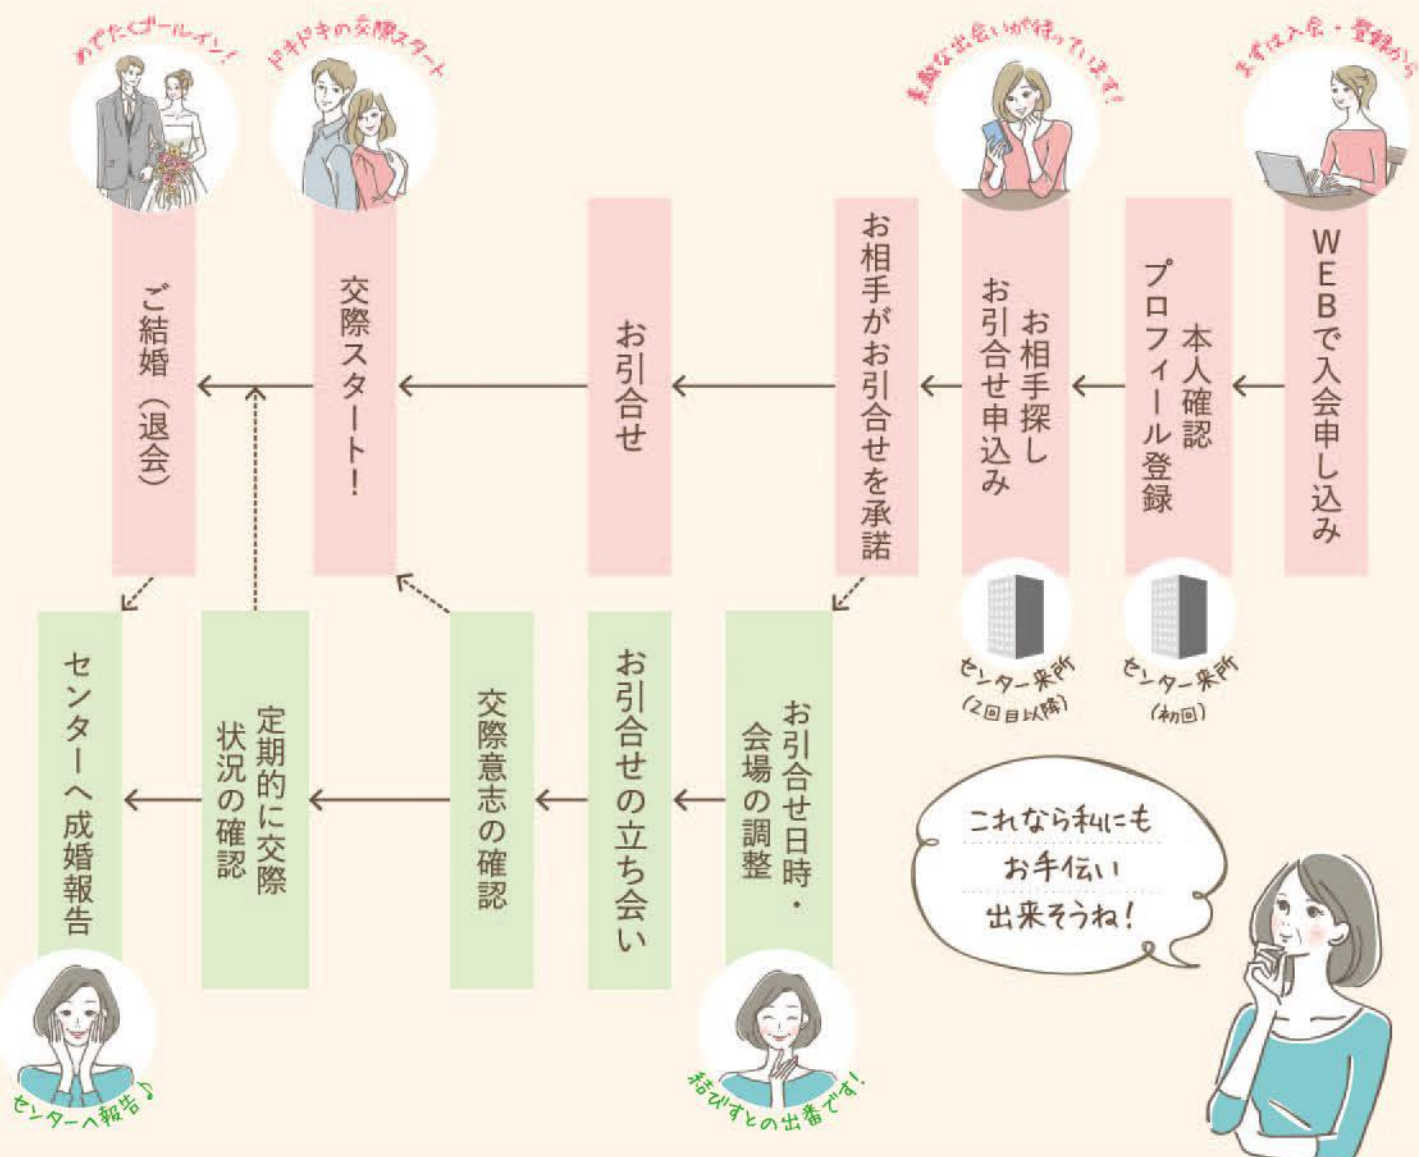 まずは入会・登録から
WEBで入会申し込み
本人確認
プロフィール登録
センター来所
(初回)
素敵な出会いが待っています!
お相手探し
お引合せ申込み
センター来所
(2回目以降)
お相手がお引合せを承諾
お引合せ
ドキドキの交際スタート
交際スタート!
めでたくゴールイン!
ご結婚(退会)
お引合せ日時・
会場の調整
結びすとの出番です!
お引合せの立ち会い
交際意志の確認
定期的に交際
状況の確認
センターへ成婚報告
センターへ報告♪
これなら私にも
お手伝い
出来そうね!